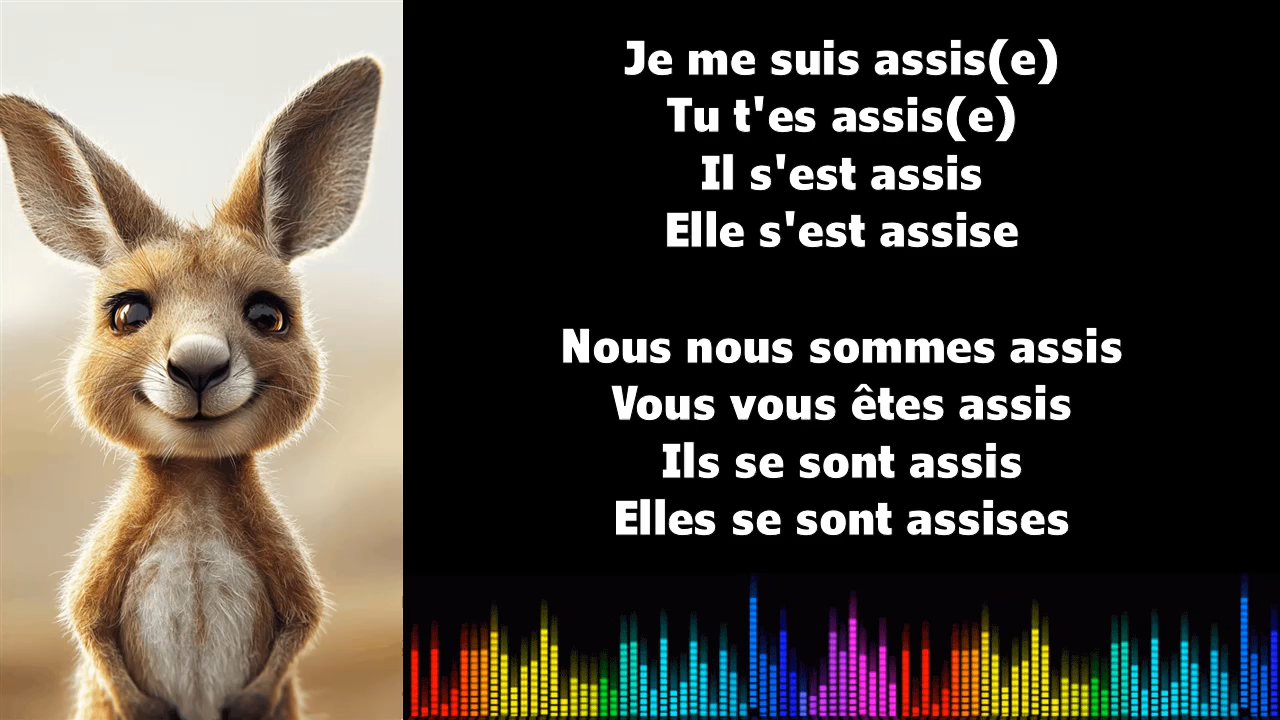 Je me suis assis(e)
Tu t'es assis(e)
Il s'est assis
Elle s'est assise
Nous nous sommes assis
Vous vous êtes assis
Ils se sont assis
Elles se sont assises